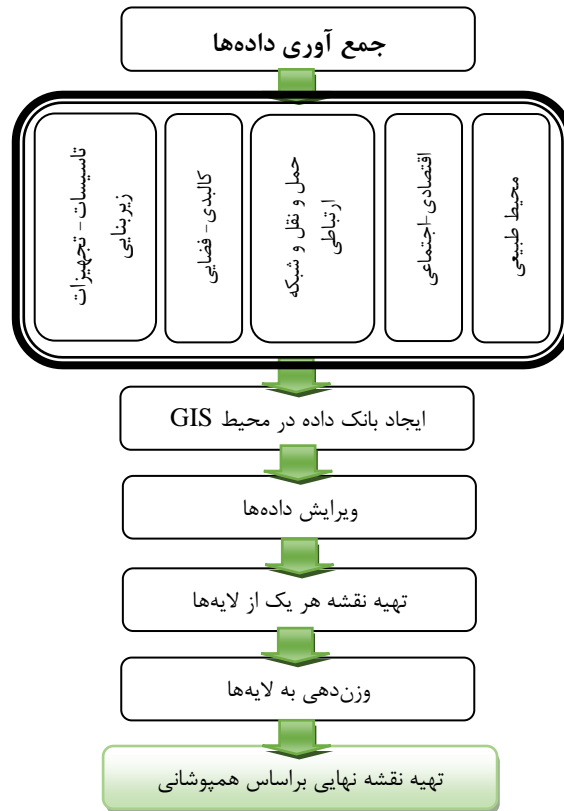 جمع آوری داده‌ها
محیط طبیعی
اقتصادی-اجتماعی
حمل و نقل و شبکه
ارتباطی
کالبدی- فضایی
تاسیسات - تجهیزات
زیربنایی
ایجاد بانک داده در محیط GIS
ویرایش داده‌ها
تهیه نقشه هر یک از لایه‌ها
وزن‌دهی به لایه‌ها
تهیه نقشه نهایی براساس همپوشانی